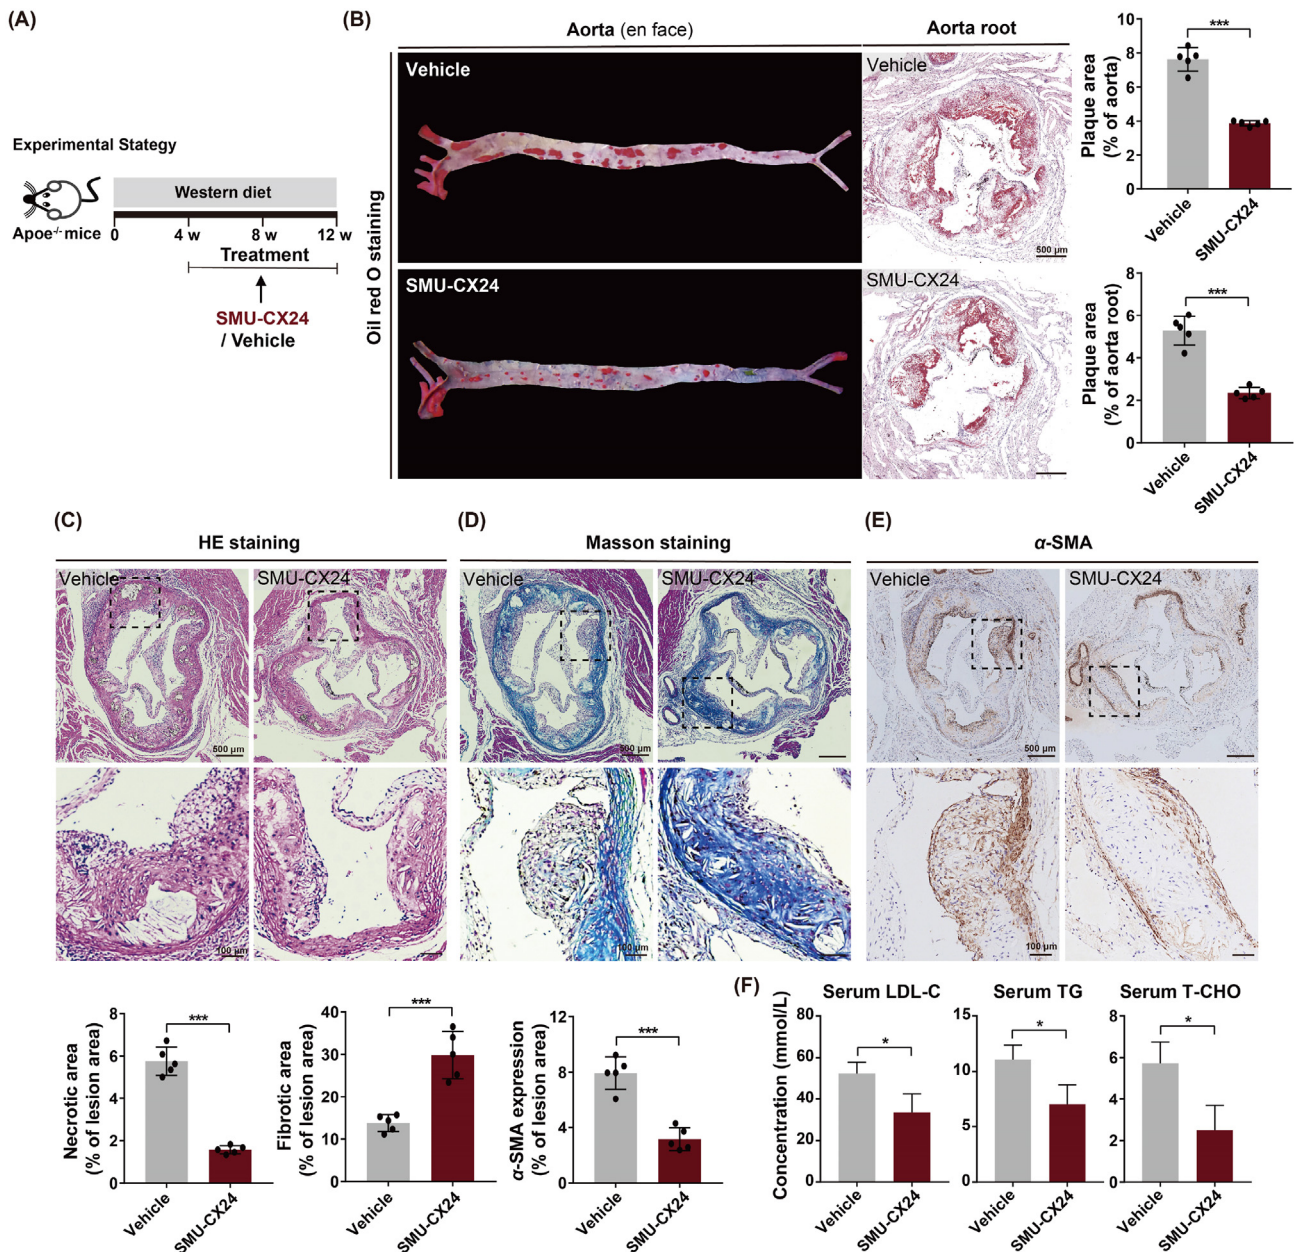 (A)
Experimental Stategy
Western diet
Apoe-/- mice
0
4 w
8 w
12 w
Treatment
SMU-CX24
/ Vehicle
(B)
Aorta (en face)
Aorta root
Oil red O staining
Vehicle
Vehicle
500 µm
SMU-CX24
SMU-CX24
10
8
6
4
2
0
Plaque area
(% of aorta)
***
Vehicle
SMU-CX24
8
6
4
2
0
Plaque area
(% of aorta root)
***
Vehicle
SMU-CX24
(C)
HE staining
Vehicle
SMU-CX24
500 µm
100 µm
(D)
Masson staining
Vehicle
SMU-CX24
500 µm
100 µm
(E)
α-SMA
Vehicle
SMU-CX24
500 µm
100 µm
8
6
4
2
0
Necrotic area
(% of lesion area)
***
Vehicle
SMU-CX24
40
30
20
10
0
Fibrotic area
(% of lesion area)
***
Vehicle
SMU-CX24
12
8
4
0
α-SMA expression
(% of lesion area)
***
Vehicle
SMU-CX24
(F)
Concentration (mmol/L)
Serum LDL-C
80
60
40
20
0
*
Vehicle
SMU-CX24
Serum TG
15
10
5
0
*
Vehicle
SMU-CX24
Serum T-CHO
8
6
4
2
0
*
Vehicle
SMU-CX24